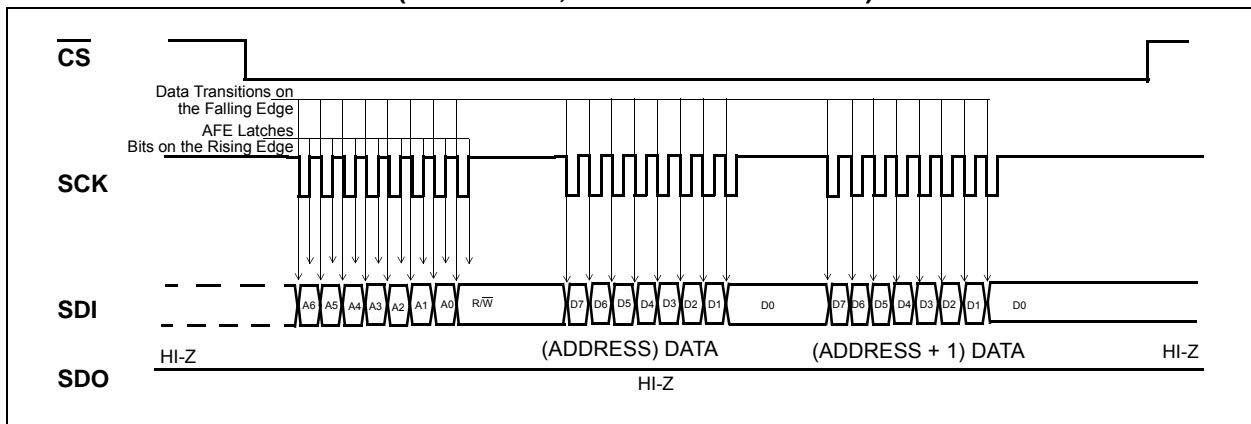 CS
Data Transitions on
the Falling Edge
AFE Latches
Bits on the Rising Edge
SCK
SDI
A6 A5 A4 A3 A2 A1 A0 R/W D7 D6 D5 D4 D3 D2 D1 D0 D7 D6 D5 D4 D3 D2 D1 D0
HI-Z (ADDRESS) DATA (ADDRESS + 1) DATA HI-Z
SDO
HI-Z